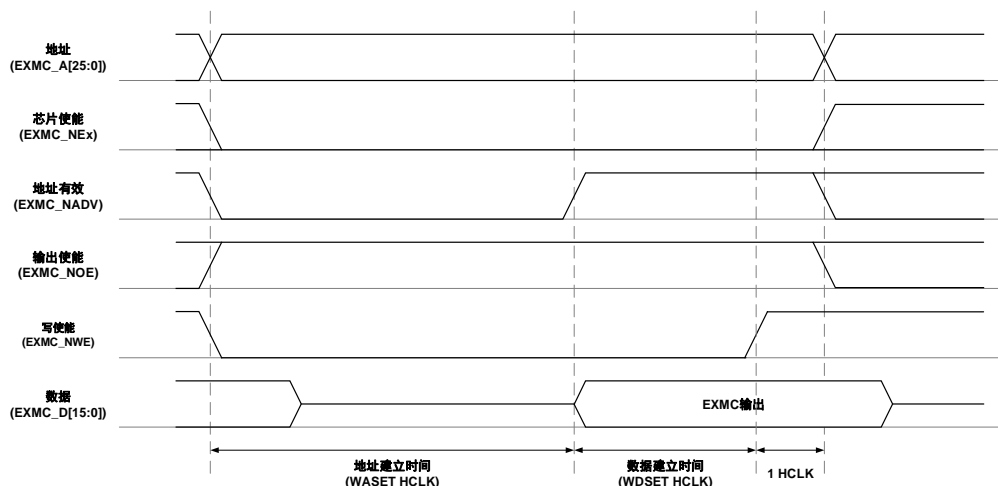 地址
(EXMC_A[25:0])
芯片使能
(EXMC_NEx)
地址有效
(EXMC_NADV)
输出使能
(EXMC_NOE)
写使能
(EXMC_NWE)
数据
(EXMC_D[15:0])
EXMC输出
地址建立时间
(WASET HCLK)
数据建立时间
(WDSET HCLK)
1 HCLK